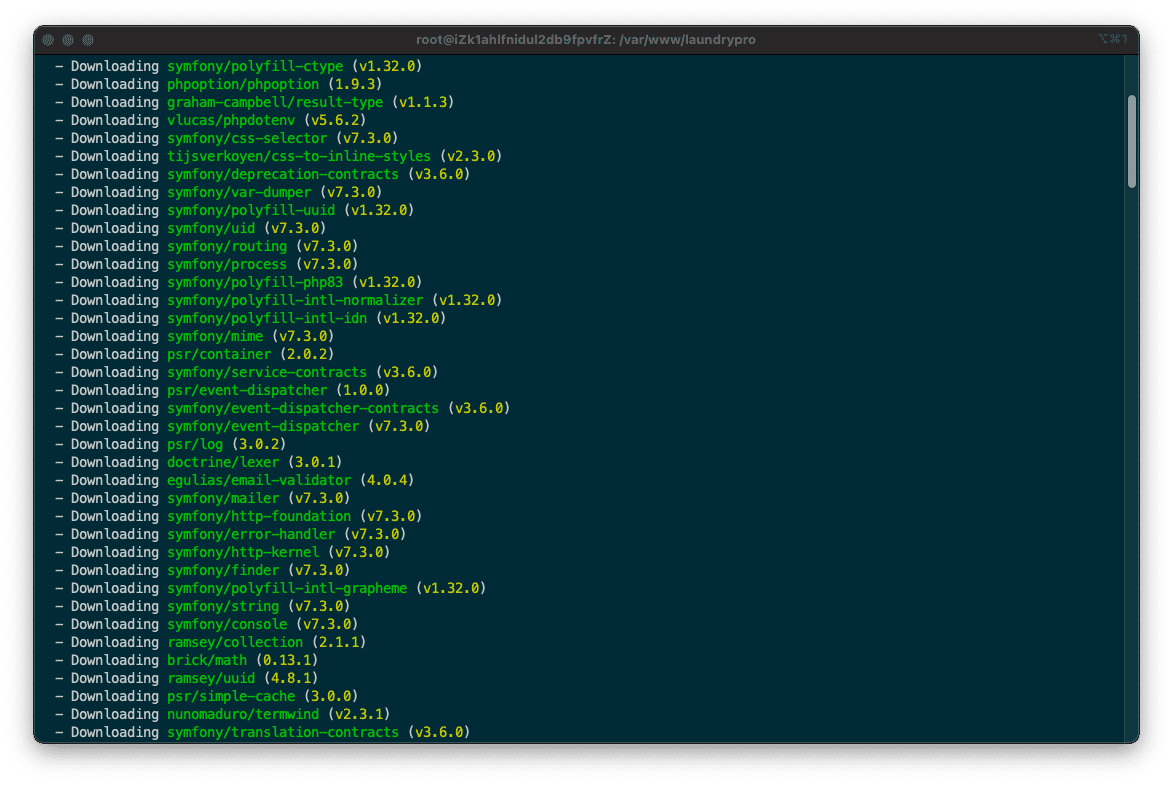 root@iZk1ahlfnidul2db9fpvfrZ: /var/www/laundrypro
⌥⌘1
– Downloading symfony/polyfill-ctype (v1.32.0)
– Downloading phpoption/phpoption (1.9.3)
– Downloading graham-campbell/result-type (v1.1.3)
– Downloading vlucas/phpdotenv (v5.6.2)
– Downloading symfony/css-selector (v7.3.0)
– Downloading tijsverkoyen/css-to-inline-styles (v2.3.0)
– Downloading symfony/deprecation-contracts (v3.6.0)
– Downloading symfony/var-dumper (v7.3.0)
– Downloading symfony/polyfill-uuid (v1.32.0)
– Downloading symfony/uid (v7.3.0)
– Downloading symfony/routing (v7.3.0)
– Downloading symfony/process (v7.3.0)
– Downloading symfony/polyfill-php83 (v1.32.0)
– Downloading symfony/polyfill-intl-normalizer (v1.32.0)
– Downloading symfony/polyfill-intl-idn (v1.32.0)
– Downloading symfony/mime (v7.3.0)
– Downloading psr/container (2.0.2)
– Downloading symfony/service-contracts (v3.6.0)
– Downloading psr/event-dispatcher (1.0.0)
– Downloading symfony/event-dispatcher-contracts (v3.6.0)
– Downloading symfony/event-dispatcher (v7.3.0)
– Downloading psr/log (3.0.2)
– Downloading doctrine/lexer (3.0.1)
– Downloading egulias/email-validator (4.0.4)
– Downloading symfony/mailer (v7.3.0)
– Downloading symfony/http-foundation (v7.3.0)
– Downloading symfony/error-handler (v7.3.0)
– Downloading symfony/http-kernel (v7.3.0)
– Downloading symfony/finder (v7.3.0)
– Downloading symfony/polyfill-intl-grapheme (v1.32.0)
– Downloading symfony/string (v7.3.0)
– Downloading symfony/console (v7.3.0)
– Downloading ramsey/collection (2.1.1)
– Downloading brick/math (0.13.1)
– Downloading ramsey/uuid (4.8.1)
– Downloading psr/simple-cache (3.0.0)
– Downloading nunomaduro/termwind (v2.3.1)
– Downloading symfony/translation-contracts (v3.6.0)